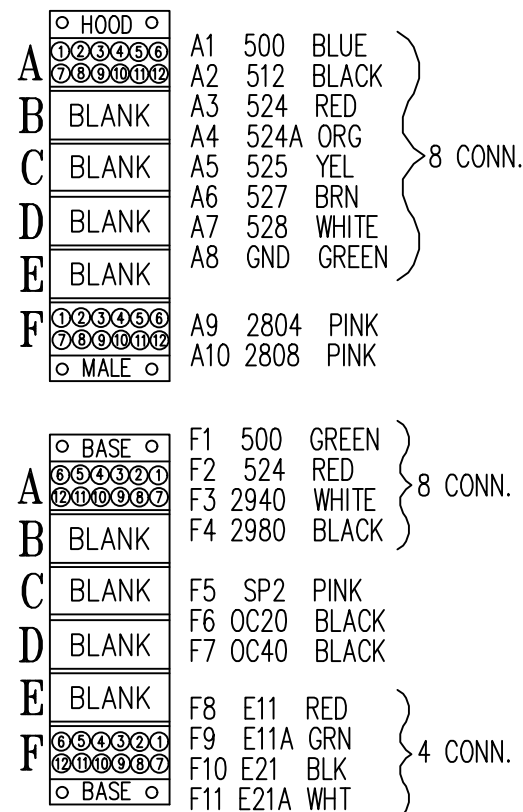 HOOD
A ①②③④⑤⑥
⑦⑧⑨⑩⑪⑫
B BLANK
C BLANK
D BLANK
E BLANK
F ①②③④⑤⑥
⑦⑧⑨⑩⑪⑫
MALE
A1 500 BLUE
A2 512 BLACK
A3 524 RED
A4 524A ORG
A5 525 YEL
A6 527 BRN
A7 528 WHITE
A8 GND GREEN
8 CONN.
A9 2804 PINK
A10 2808 PINK
BASE
A ⑥⑤④③②①
⑫⑪⑩⑨⑧⑦
B BLANK
C BLANK
D BLANK
E BLANK
F ⑥⑤④③②①
⑫⑪⑩⑨⑧⑦
BASE
F1 500 GREEN
F2 524 RED
F3 2940 WHITE
F4 2980 BLACK
8 CONN.
F5 SP2 PINK
F6 OC20 BLACK
F7 OC40 BLACK
F8 E11 RED
F9 E11A GRN
F10 E21 BLK
F11 E21A WHT
4 CONN.